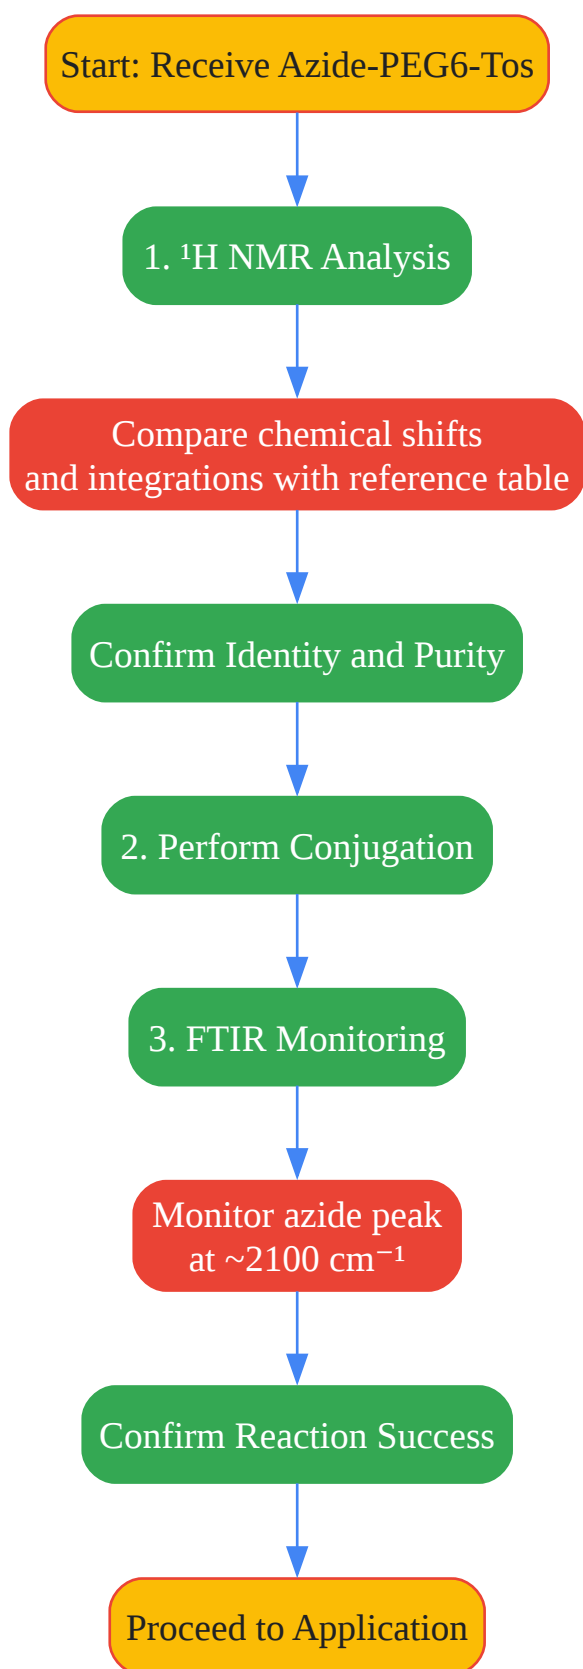 Start: Receive Azide-PEG6-Tos
1. ¹H NMR Analysis
Compare chemical shifts
and integrations with reference table
Confirm Identity and Purity
2. Perform Conjugation
3. FTIR Monitoring
Monitor azide peak
at ~2100 cm⁻¹
Confirm Reaction Success
Proceed to Application